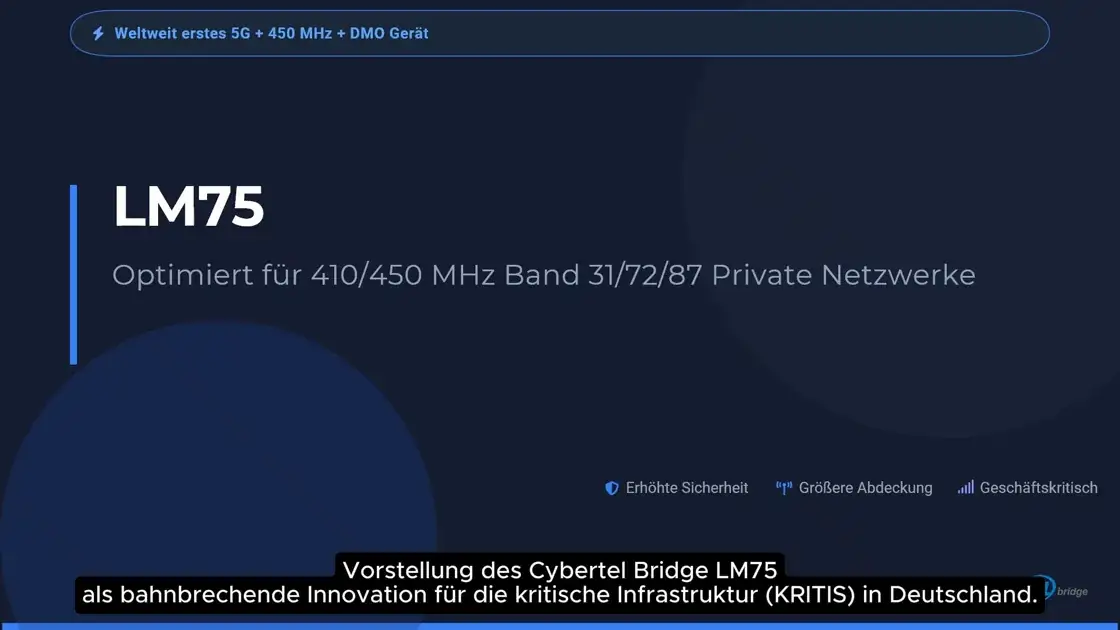 Weltweit erstes 5G + 450 MHz + DMO Gerät
LM75
Optimiert für 410/450 MHz Band 31/72/87 Private Netzwerke
Erhöhte Sicherheit
Größere Abdeckung
Geschäftskritisch
Vorstellung des Cybertel Bridge LM75
als bahnbrechende Innovation für die kritische Infrastruktur (KRITIS) in Deutschland.
bridge